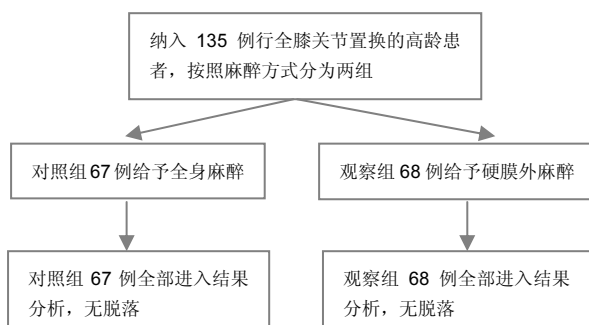 纳入 135 例行全膝关节置换的高龄患
者，按照麻醉方式分为两组
对照组 67 例给予全身麻醉
观察组 68 例给予硬膜外麻醉
对照组 67 例全部进入结果
分析，无脱落
观察组 68 例全部进入结果
分析，无脱落